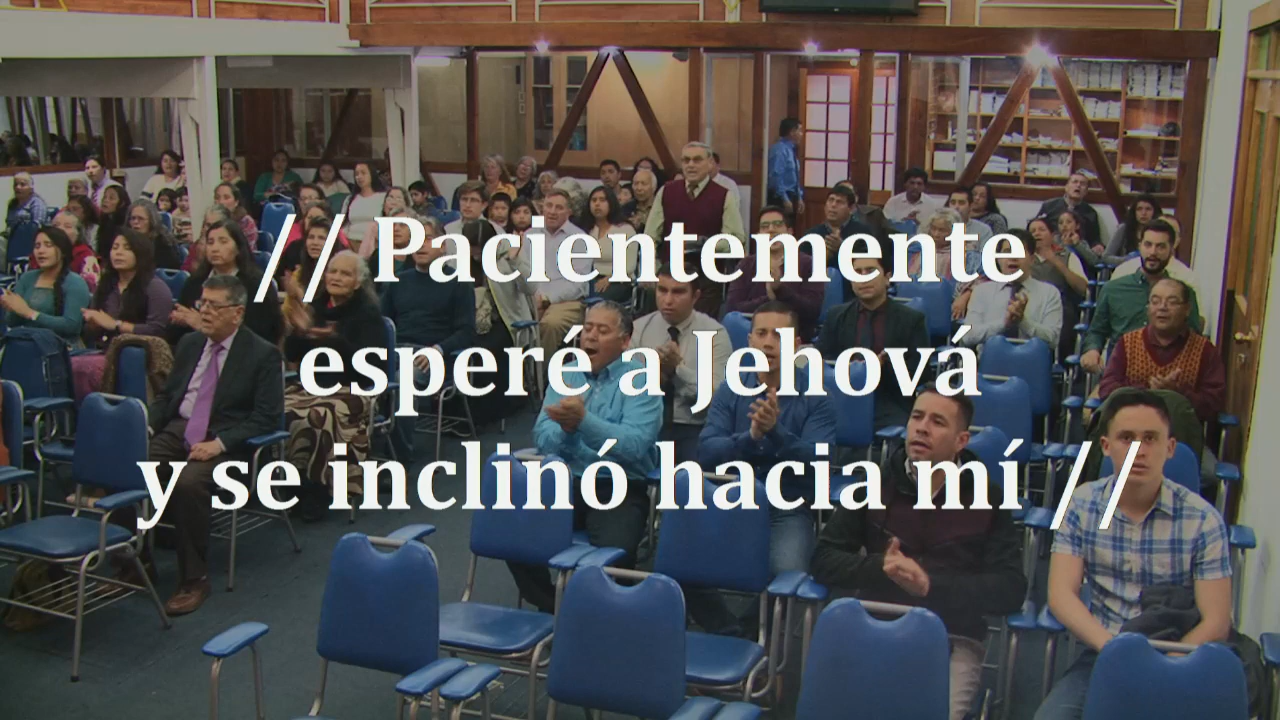 // Pacientemente
esperé a Jehová
y se inclinó hacia mí //